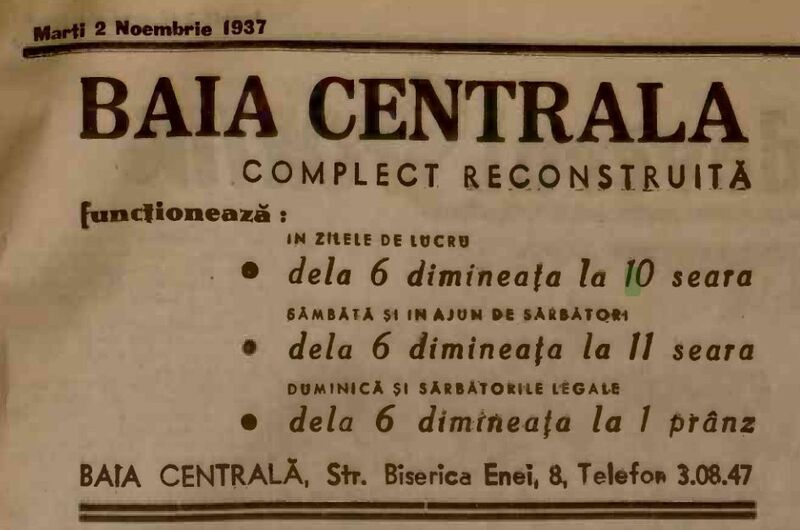 Marți 2 Noembrie 1937
BAIA CENTRALA
COMPLECT RECONSTRUITĂ
funcționează :
IN ZILELE DE LUCRU
● dela 6 dimineața la 10 seara
SÂMBĂTĂ ȘI IN AJUN DE SĂRBĂTORI
● dela 6 dimineața la 11 seara
DUMINICĂ ȘI SĂRBĂTORILE LEGALE
● dela 6 dimineața la 1 prânz
BAIA CENTRALĂ, Str. Biserica Enei, 8, Telefon 3.08.47